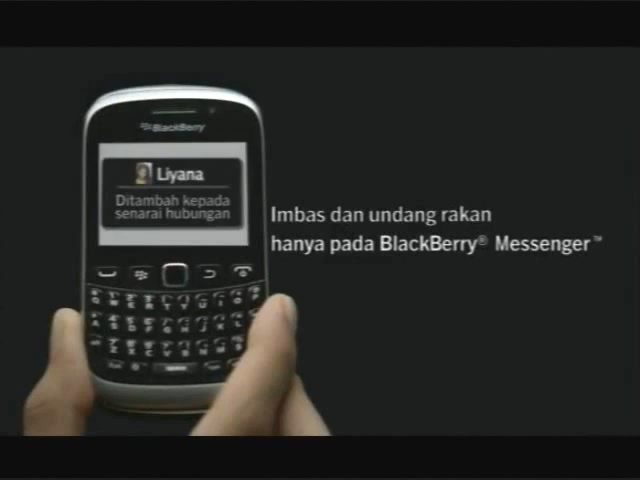 BlackBerry
Liyana
Ditambah kepada
senarai hubungan
Imbas dan undang rakan
hanya pada BlackBerry® Messenger™